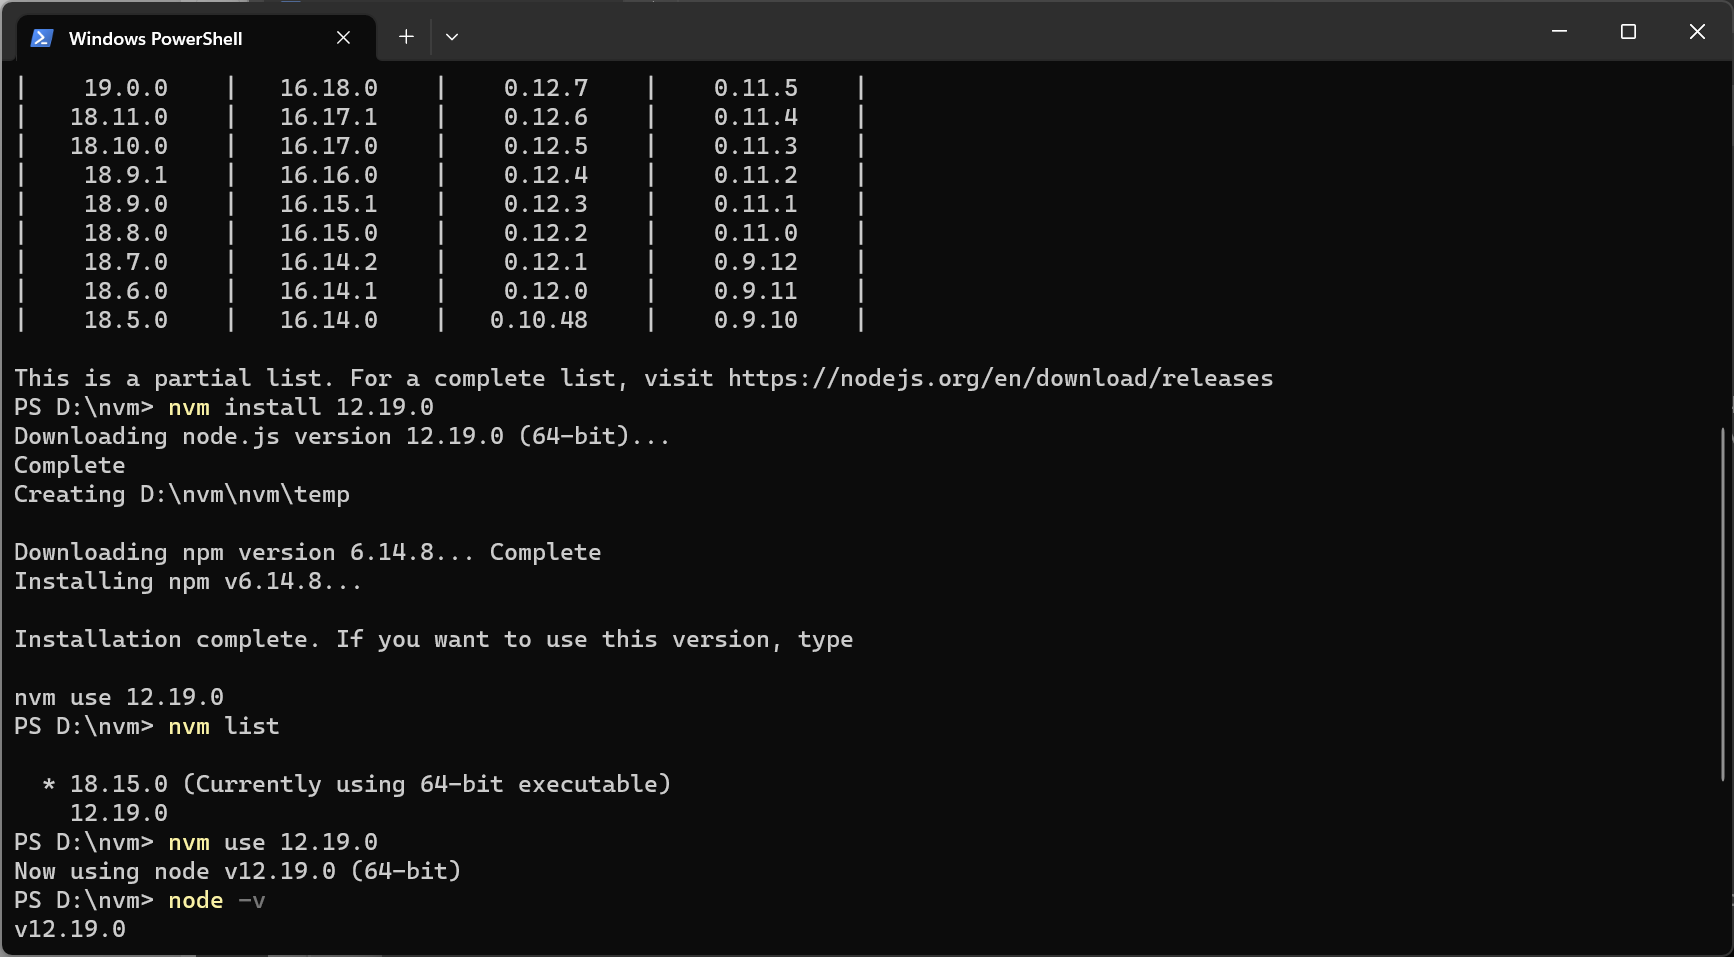 Windows PowerShell
|    19.0.0    |   16.18.0    |    0.12.7    |    0.11.5    |
|   18.11.0    |   16.17.1    |    0.12.6    |    0.11.4    |
|   18.10.0    |   16.17.0    |    0.12.5    |    0.11.3    |
|    18.9.1    |   16.16.0    |    0.12.4    |    0.11.2    |
|    18.9.0    |   16.15.1    |    0.12.3    |    0.11.1    |
|    18.8.0    |   16.15.0    |    0.12.2    |    0.11.0    |
|    18.7.0    |   16.14.2    |    0.12.1    |    0.9.12    |
|    18.6.0    |   16.14.1    |    0.12.0    |    0.9.11    |
|    18.5.0    |   16.14.0    |   0.10.48    |    0.9.10    |
This is a partial list. For a complete list, visit https://nodejs.org/en/download/releases
PS D:\nvm> nvm install 12.19.0
Downloading node.js version 12.19.0 (64-bit)...
Complete
Creating D:\nvm\nvm\temp
Downloading npm version 6.14.8... Complete
Installing npm v6.14.8...
Installation complete. If you want to use this version, type
nvm use 12.19.0
PS D:\nvm> nvm list
  * 18.15.0 (Currently using 64-bit executable)
    12.19.0
PS D:\nvm> nvm use 12.19.0
Now using node v12.19.0 (64-bit)
PS D:\nvm> node -v
v12.19.0